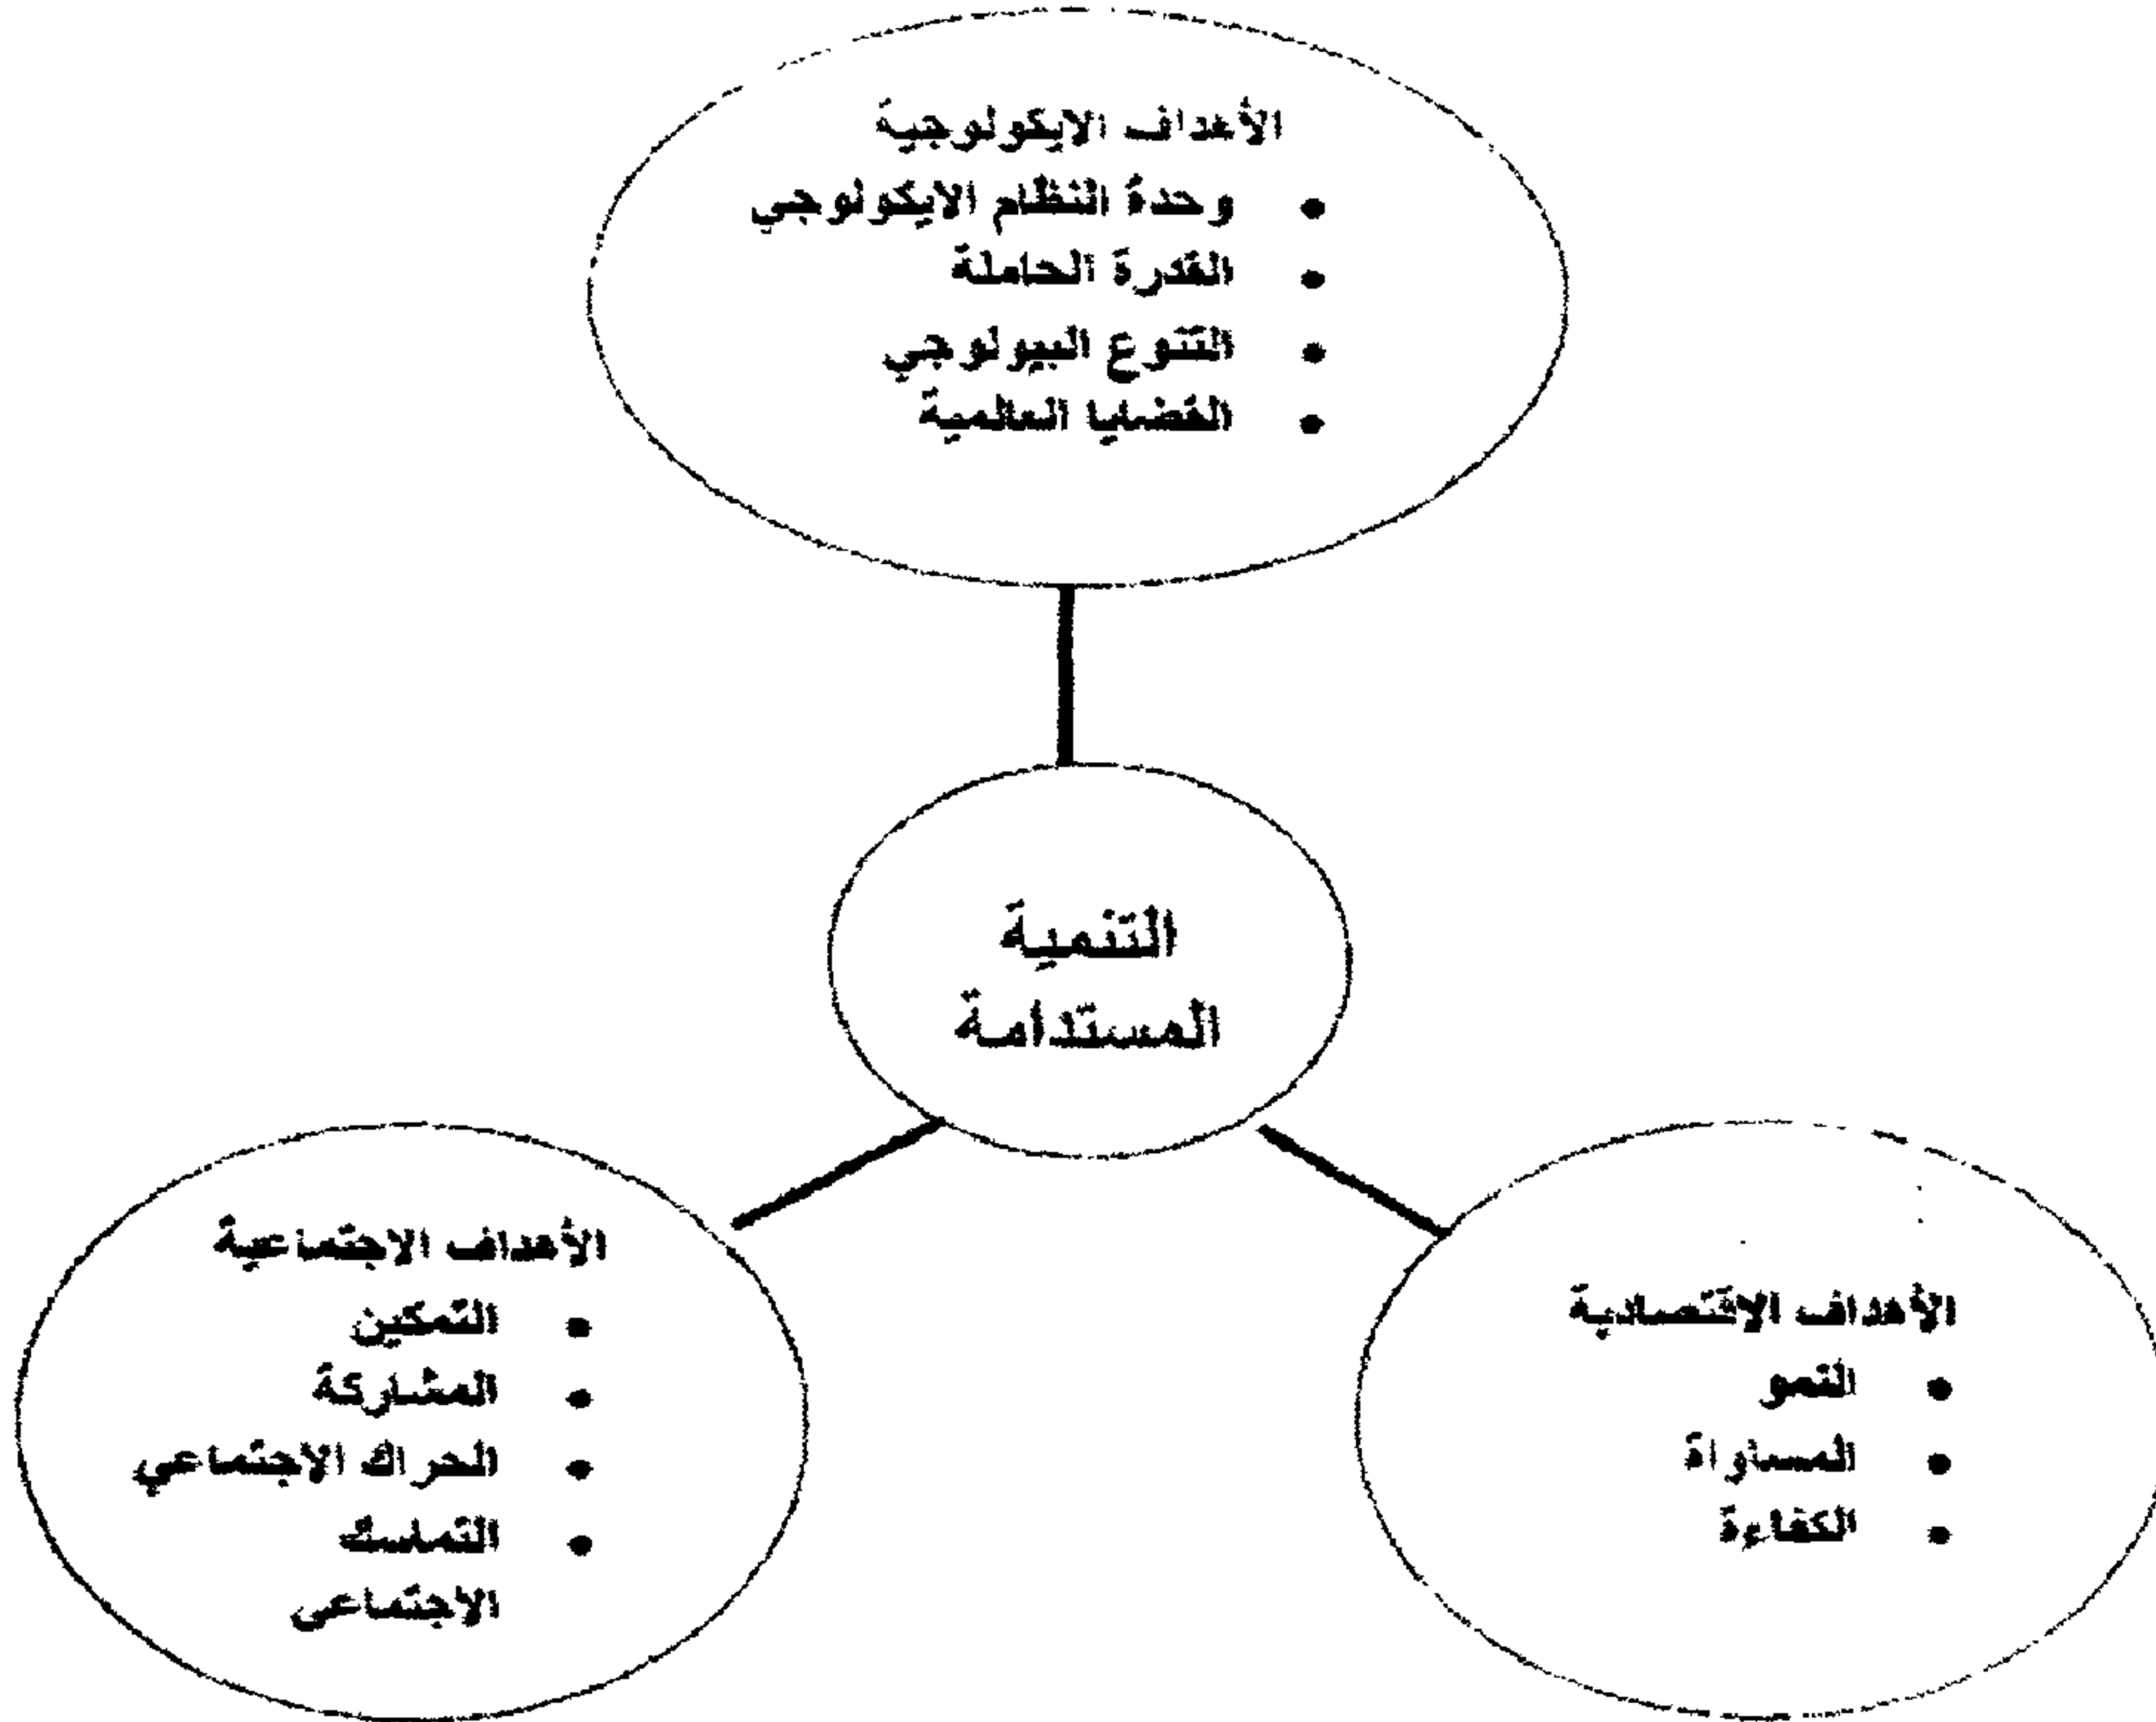 الأهداف الايكولوجية
• وحدة النظام الايكولوجي
• القدرة الحاملة
• التنوع البيولوجي
• القضايا العالمية
التنمية
المستدامة
الأهداف الاقتصادية
• النمو
• المساواة
• الكفاءة
الأهداف الاجتماعية
• التمكين
• المشاركة
• الحراك الاجتماعي
• التماسك
الاجتماعي